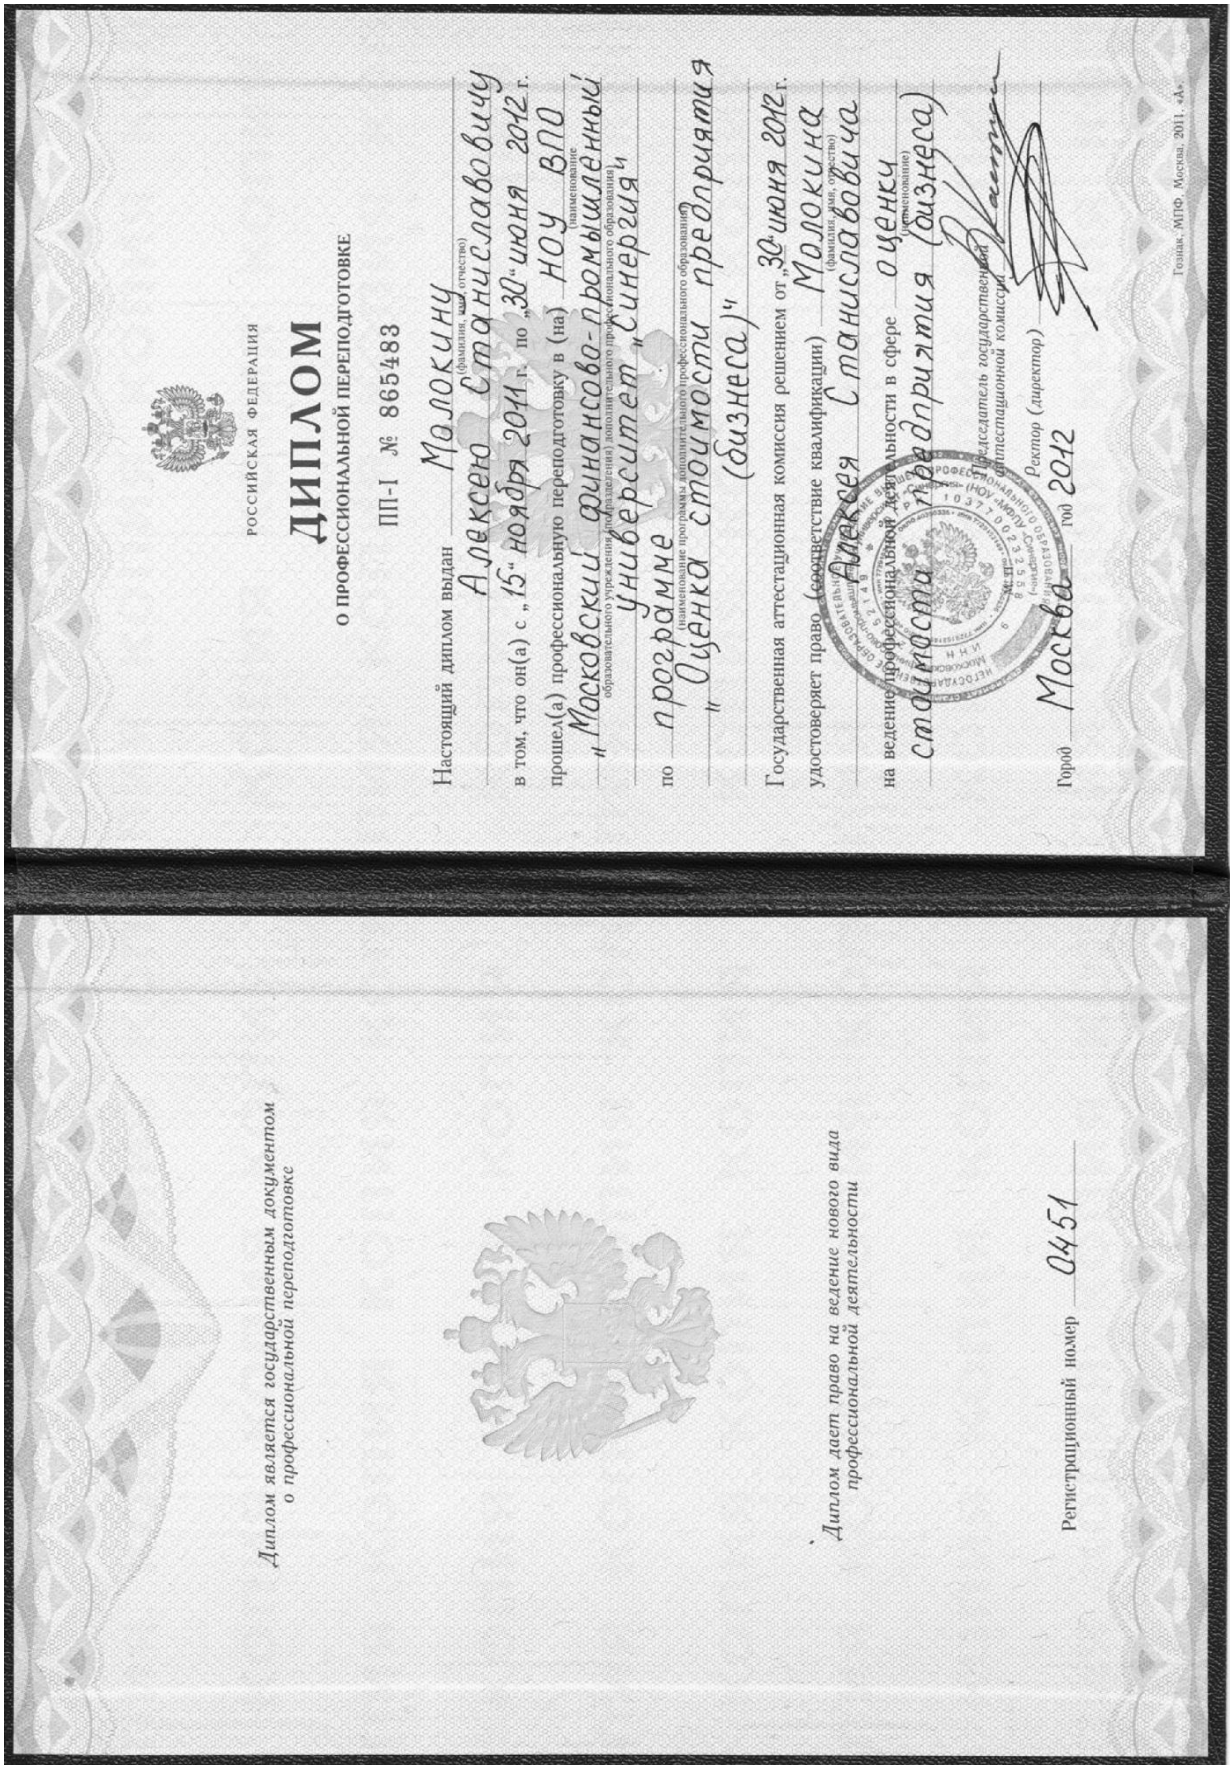 Диплом является государственным документом
о профессиональной переподготовке
Диплом дает право на ведение нового вида
профессиональной деятельности
Регистрационный номер 0451
РОССИЙСКАЯ ФЕДЕРАЦИЯ
ДИПЛОМ
О ПРОФЕССИОНАЛЬНОЙ ПЕРЕПОДГОТОВКЕ
ПП-I № 865483
Настоящий диплом выдан Молокину
(фамилия, имя, отчество)
Алексею Станиславовичу
в том, что он(а) с „15“ ноября 2011 г. по „30“ июня 2012 г.
прошел(а) профессиональную переподготовку в (на) НОУ ВПО
(наименование
„Московский финансово-промышленный
образовательного учреждения (подразделения) дополнительного профессионального образования)
университет „Синергия“
по программе
(наименование программы дополнительного профессионального образования)
„Оценка стоимости предприятия
(бизнеса)“
Государственная аттестационная комиссия решением от „30“ июня 2012 г.
удостоверяет право (соответствие квалификации) Молокина
(фамилия, имя, отчество)
Алексея Станиславовича
на ведение профессиональной деятельности в сфере оценки
(наименование)
стоимости предприятия (бизнеса)
Председатель государственной
аттестационной комиссии
Ректор (директор)
Город Москва год 2012
Гознак, МПФ, Москва, 2011, «А»